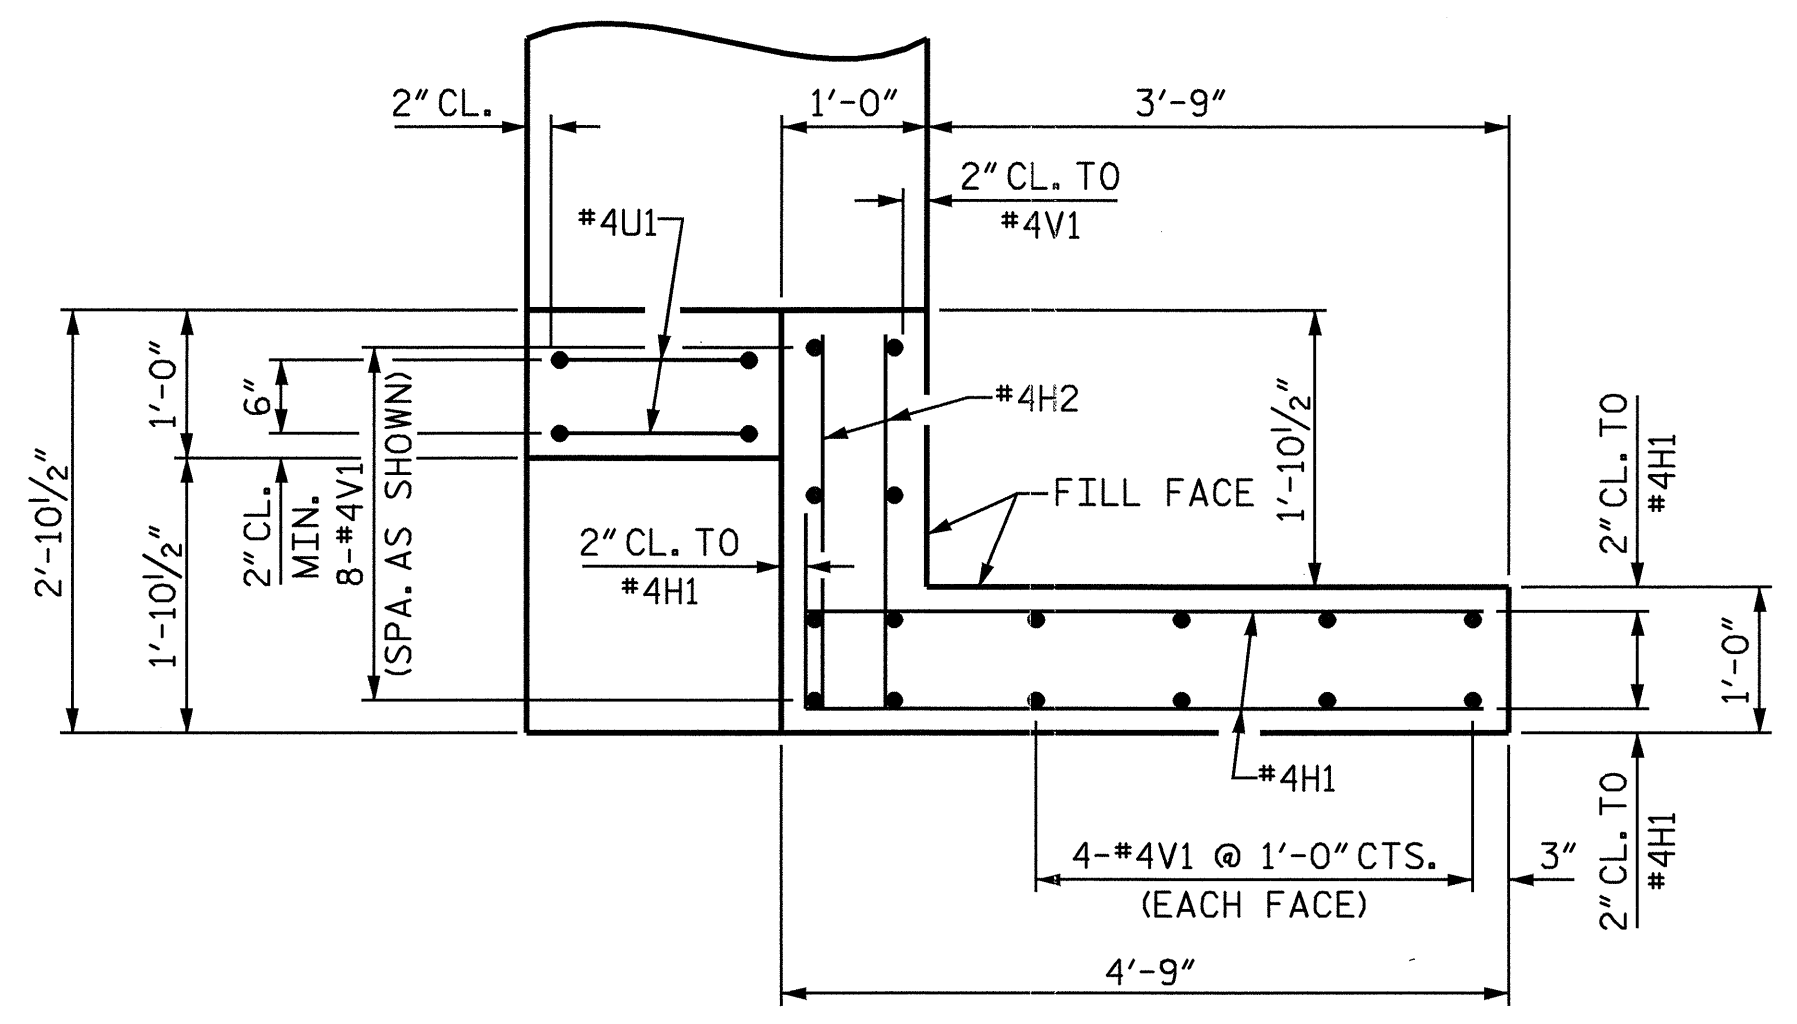 2" CL.
1'-0"
3'-9"
2" CL. TO
#4V1
#4U1
#4H2
FILL FACE
2'-10½"
1'-0"
1'-10½"
6"
2" CL.
MIN.
8-#4V1
(SPA. AS SHOWN)
2" CL. TO
#4H1
1'-10½"
2" CL. TO
#4H1
1'-0"
#4H1
4-#4V1 @ 1'-0" CTS.
(EACH FACE)
3"
2" CL. TO
#4H1
4'-9"